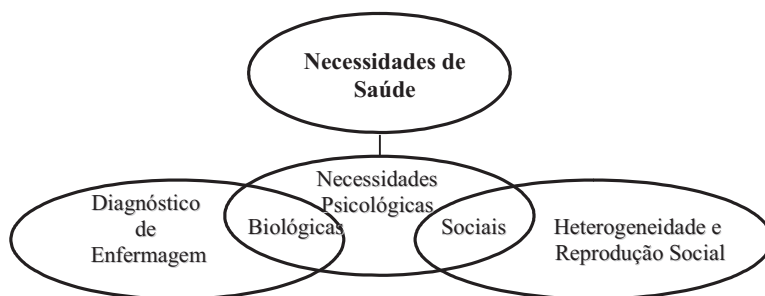 Necessidades de
Saúde
Necessidades
Psicológicas
Diagnóstico
de
Enfermagem
Biológicas
Sociais
Heterogeneidade e
Reprodução Social